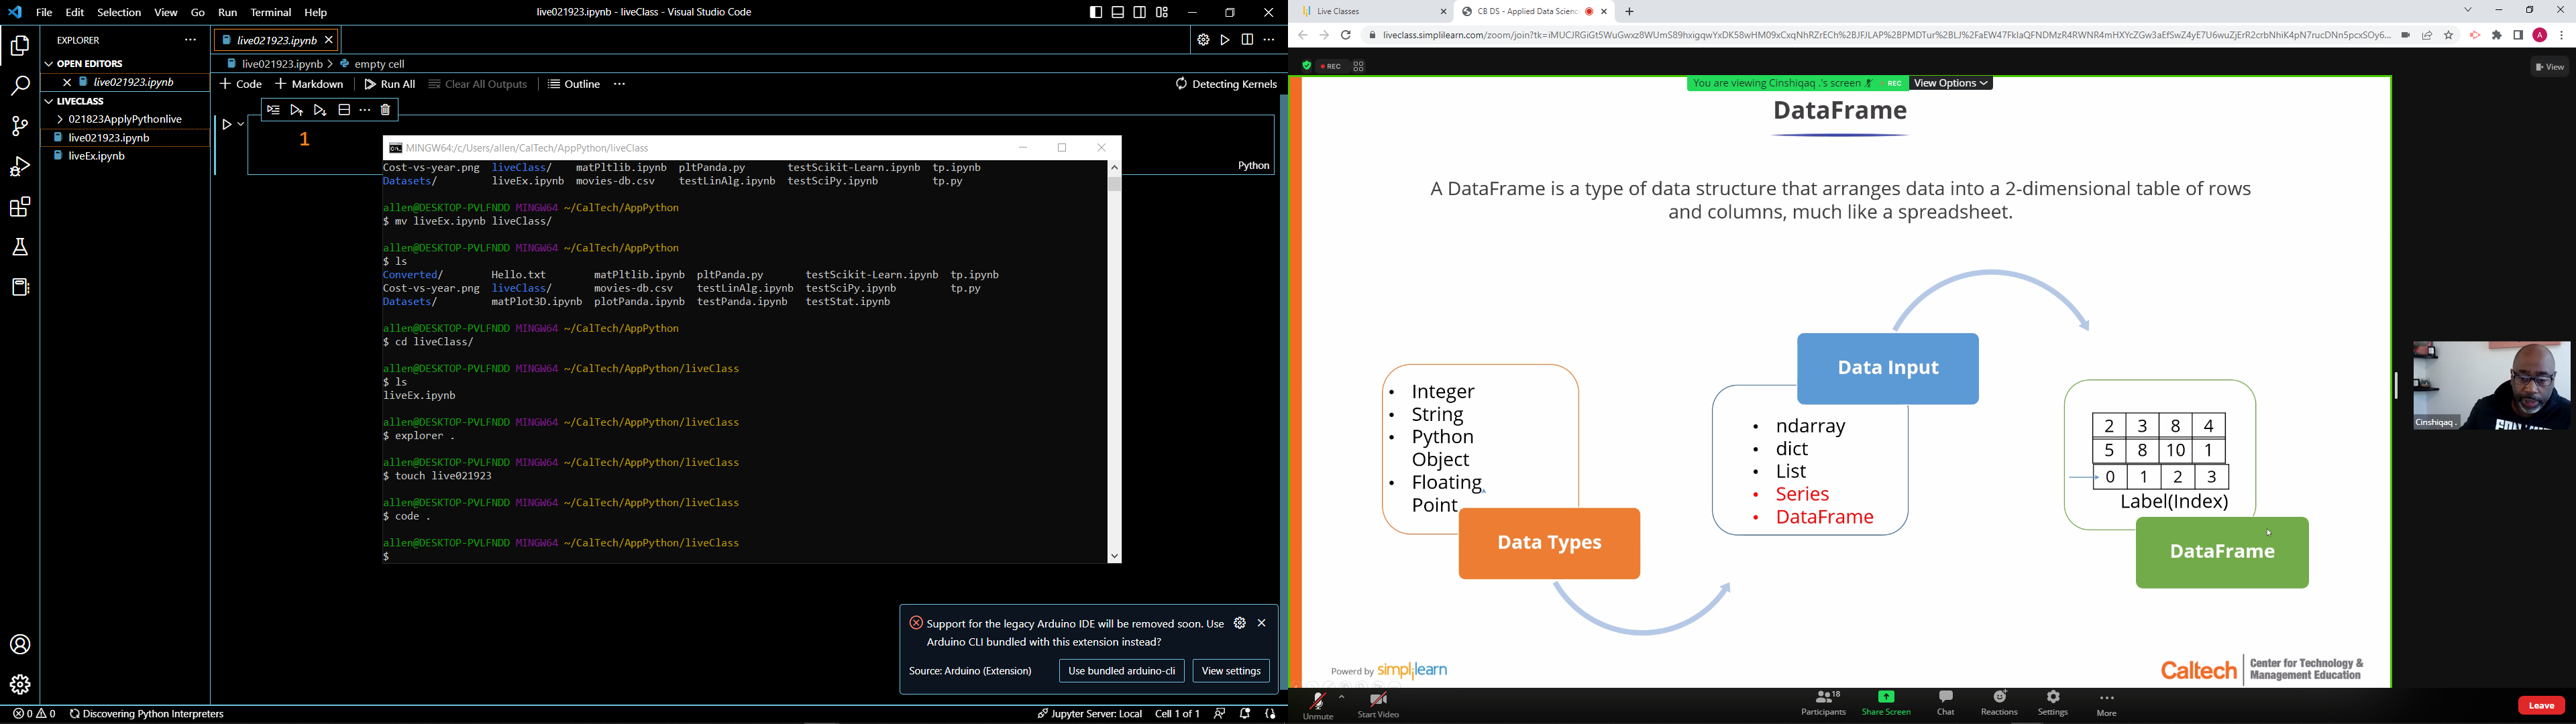 File Edit Selection View Go Run Terminal Help
live021923.ipynb - liveClass - Visual Studio Code
EXPLORER
OPEN EDITORS
live021923.ipynb
LIVECLASS
021823ApplyPythonlive
live021923.ipynb
liveEx.ipynb
live021923.ipynb
live021923.ipynb > empty cell
+ Code + Markdown Run All Clear All Outputs Outline ...
Detecting Kernels
1
Python
MINGW64:/c/Users/allen/CalTech/AppPython/liveClass
Cost-vs-year.png liveClass/ matPltlib.ipynb pltPanda.py testScikit-Learn.ipynb tp.ipynb
Datasets/ liveEx.ipynb movies-db.csv testLinAlg.ipynb testSciPy.ipynb tp.py
allen@DESKTOP-PVLFNDD MINGW64 ~/CalTech/AppPython
$ mv liveEx.ipynb liveClass/
allen@DESKTOP-PVLFNDD MINGW64 ~/CalTech/AppPython
$ ls
Converted/ Hello.txt matPltlib.ipynb pltPanda.py testScikit-Learn.ipynb tp.ipynb
Cost-vs-year.png liveClass/ movies-db.csv testLinAlg.ipynb testSciPy.ipynb tp.py
Datasets/ matPlot3D.ipynb plotPanda.ipynb testPanda.ipynb testStat.ipynb
allen@DESKTOP-PVLFNDD MINGW64 ~/CalTech/AppPython
$ cd liveClass/
allen@DESKTOP-PVLFNDD MINGW64 ~/CalTech/AppPython/liveClass
$ ls
liveEx.ipynb
allen@DESKTOP-PVLFNDD MINGW64 ~/CalTech/AppPython/liveClass
$ explorer .
allen@DESKTOP-PVLFNDD MINGW64 ~/CalTech/AppPython/liveClass
$ touch live021923
allen@DESKTOP-PVLFNDD MINGW64 ~/CalTech/AppPython/liveClass
$ code .
allen@DESKTOP-PVLFNDD MINGW64 ~/CalTech/AppPython/liveClass
$
Support for the legacy Arduino IDE will be removed soon. Use
Arduino CLI bundled with this extension instead?
Source: Arduino (Extension) Use bundled arduino-cli View settings
0 0 Discovering Python Interpreters
Jupyter Server: Local Cell 1 of 1
Live Classes
CB DS - Applied Data Scienc
A
REC
You are viewing Cinshiqaq .'s screen REC View Options
View
DataFrame
A DataFrame is a type of data structure that arranges data into a 2-dimensional table of rows
and columns, much like a spreadsheet.
• Integer
• String
• Python
Object
• Floating
Point
Data Types
Data Input
• ndarray
• dict
• List
• Series
• DataFrame
2 3 8 4
5 8 10 1
0 1 2 3
Label(Index)
DataFrame
Cinshiqaq .
Powerd by simplilearn
Caltech Center for Technology &
Management Education
Unmute Start Video
18
Participants Share Screen Chat Reactions Settings More
Leave